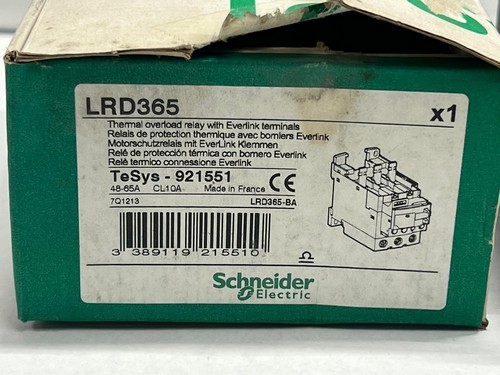 LRD365
x1
Thermal overload relay with Everlink terminals
Relais de protection thermique avec borniers Everlink
Motorschutzrelais mit EverLink Klemmen
Relé de protección térmica con bornero Everlink
Relè termico connessione Everlink
TeSys - 921551
48-65A CL10A Made in France CE
7Q1213 LRD365-BA
3 389119 215510
Schneider
Electric